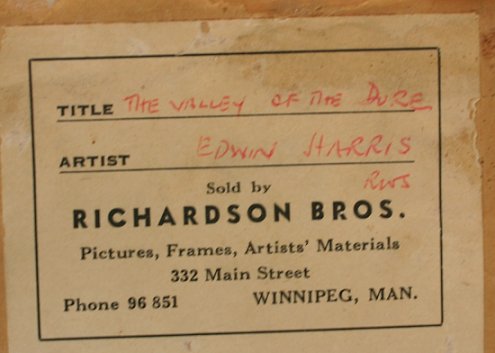 TITLE THE VALLEY OF THE DURE
ARTIST EDWIN HARRIS
RWS
Sold by
RICHARDSON BROS.
Pictures, Frames, Artists' Materials
332 Main Street
Phone 96 851 WINNIPEG, MAN.